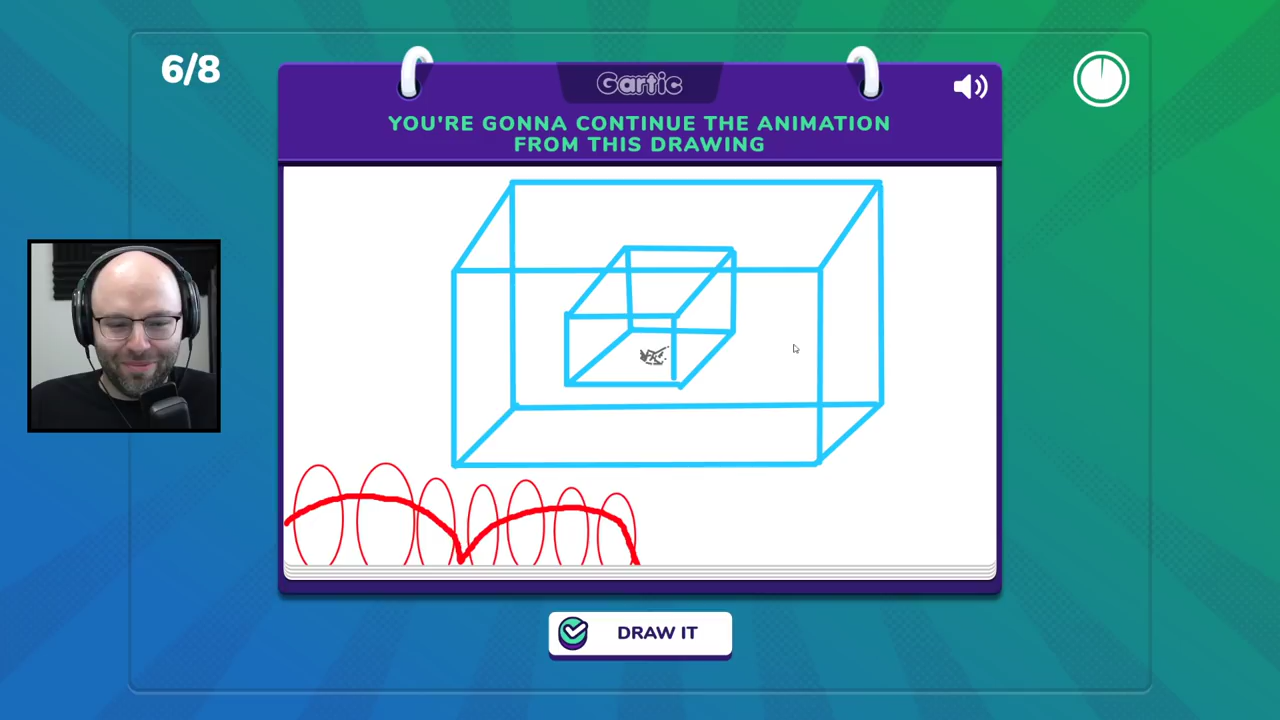 6/8
Gartic
YOU'RE GONNA CONTINUE THE ANIMATION
FROM THIS DRAWING
DRAW IT